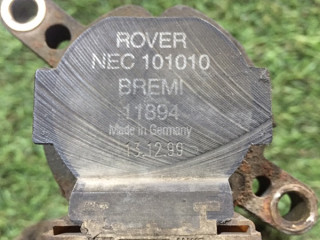 ROVER
NEC 101010
BREMI
11894
Made in Germany
13.12.99